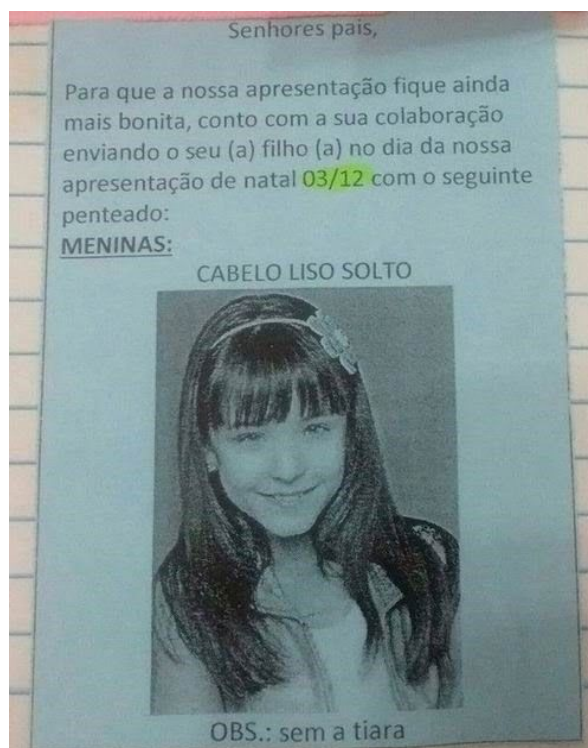 Senhores pais,
Para que a nossa apresentação fique ainda
mais bonita, conto com a sua colaboração
enviando o seu (a) filho (a) no dia da nossa
apresentação de natal 03/12 com o seguinte
penteado:
MENINAS:
CABELO LISO SOLTO
OBS.: sem a tiara